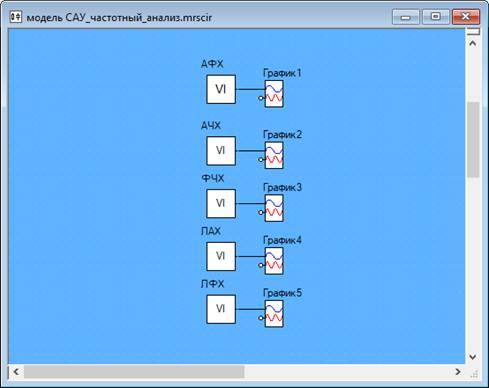 модель САУ_частотный_анализ.mrscir
АФХ
График1
VI
АЧХ
График2
VI
ФЧХ
График3
VI
ЛАХ
График4
VI
ЛФХ
График5
VI